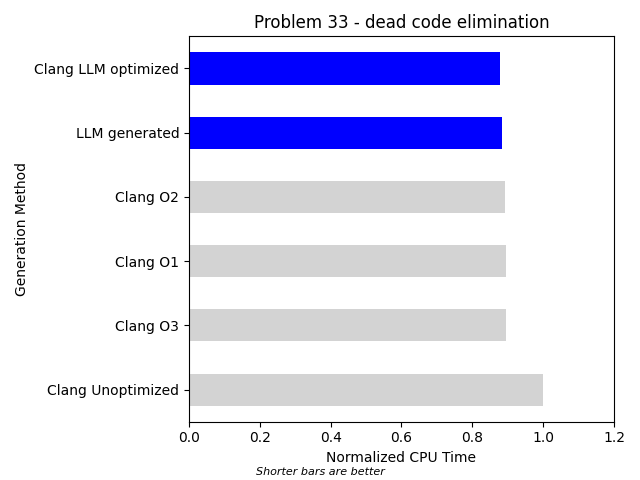 Problem 33 - dead code elimination
Clang LLM optimized
LLM generated
Clang O2
Clang O1
Clang O3
Clang Unoptimized
Generation Method
0.0 0.2 0.4 0.6 0.8 1.0 1.2
Normalized CPU Time
Shorter bars are better